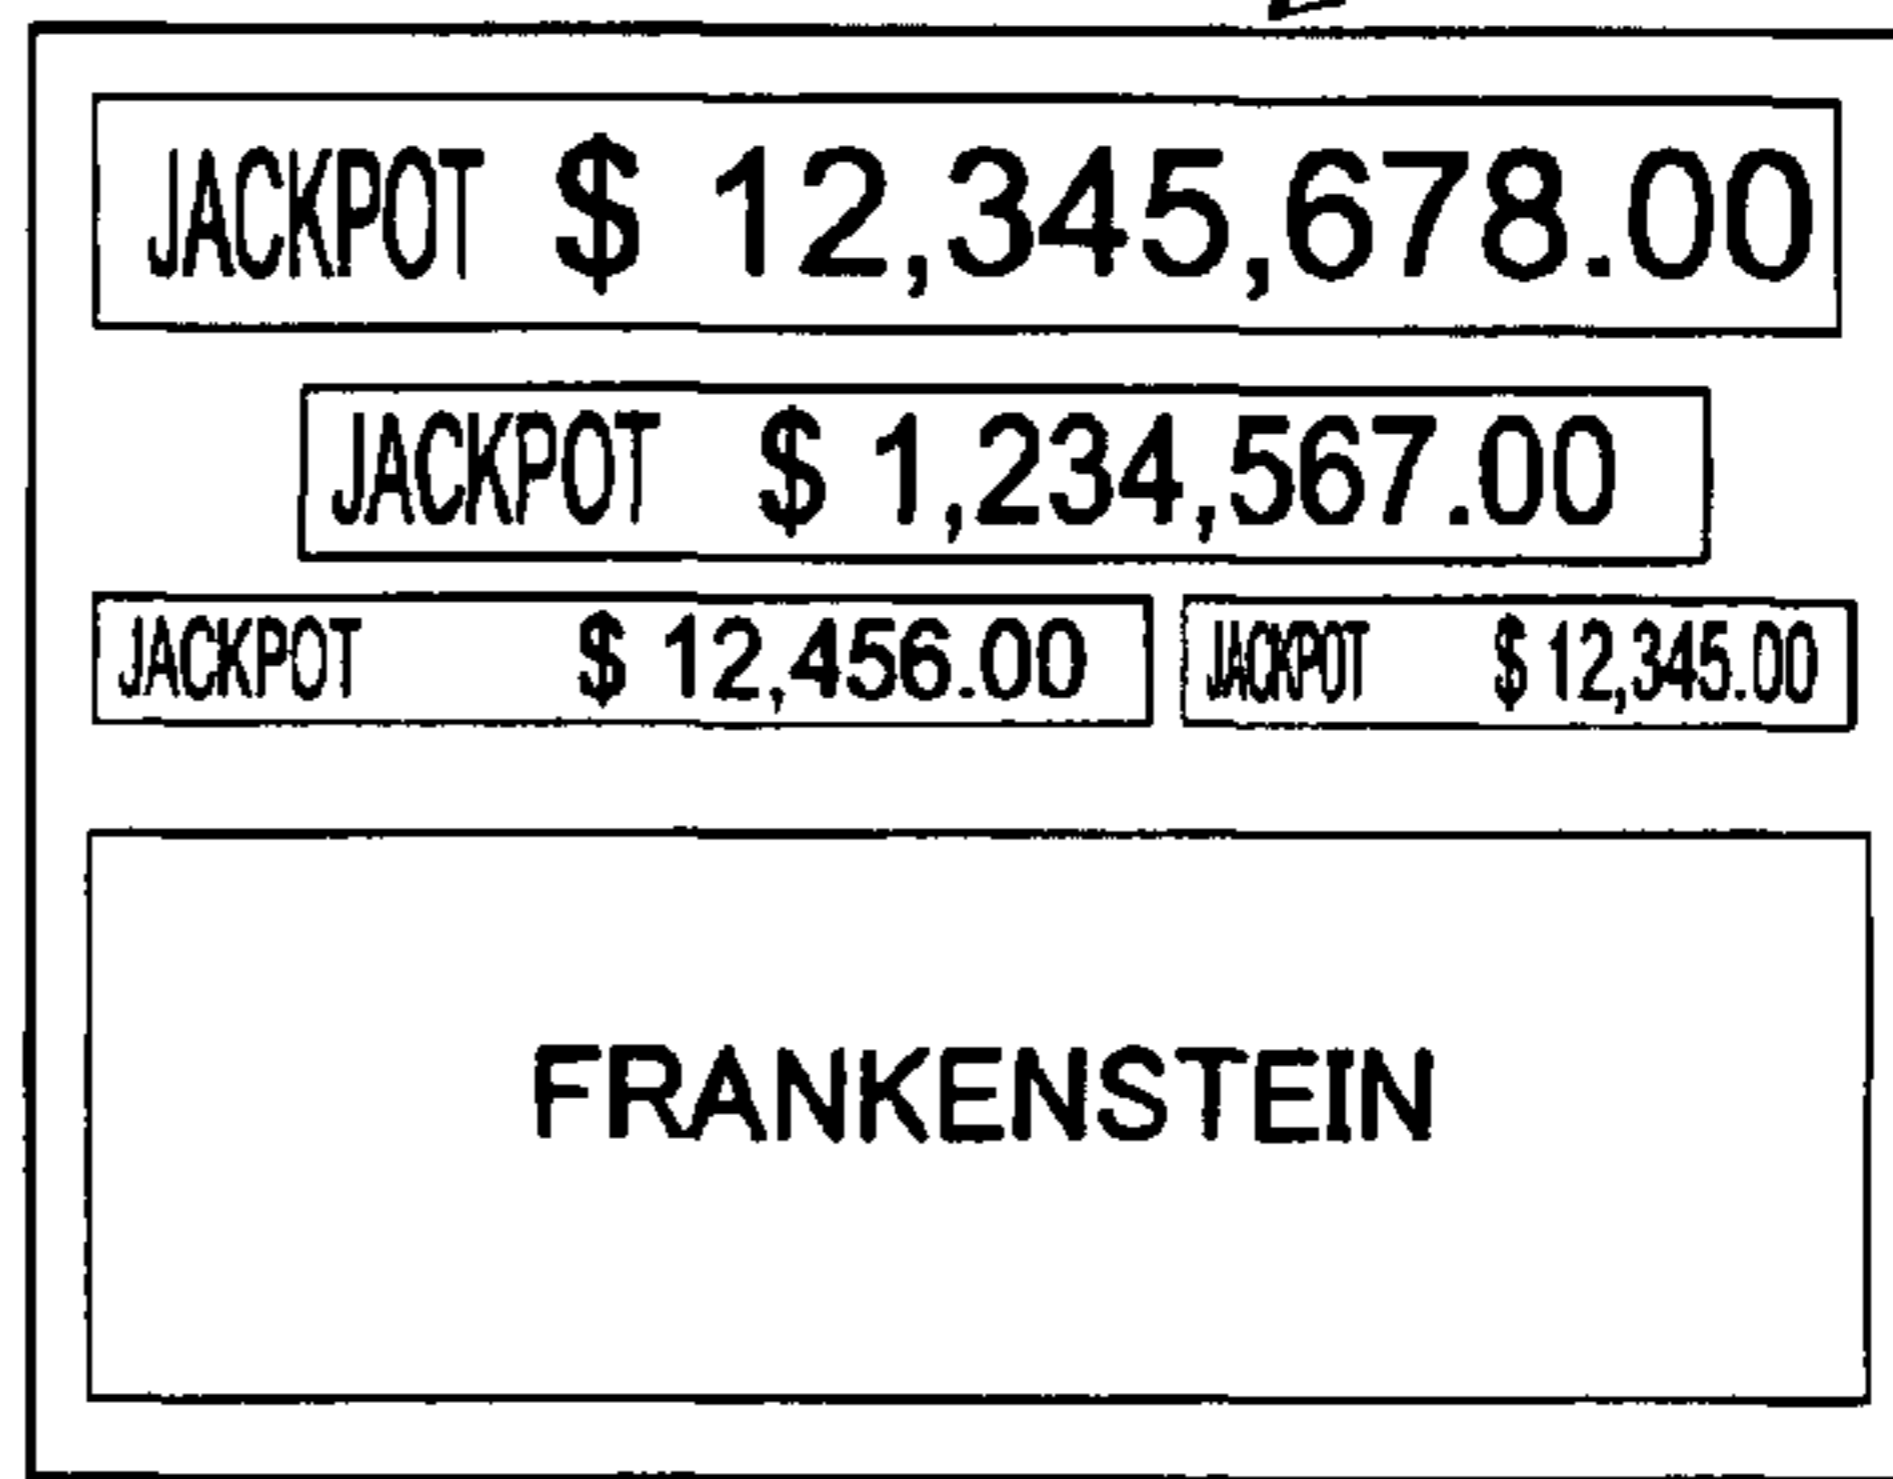 JACKPOT $ 12,345,678.00
JACKPOT $ 1,234,567.00
JACKPOT $ 12,456.00 JACKPOT $ 12,345.00
FRANKENSTEIN